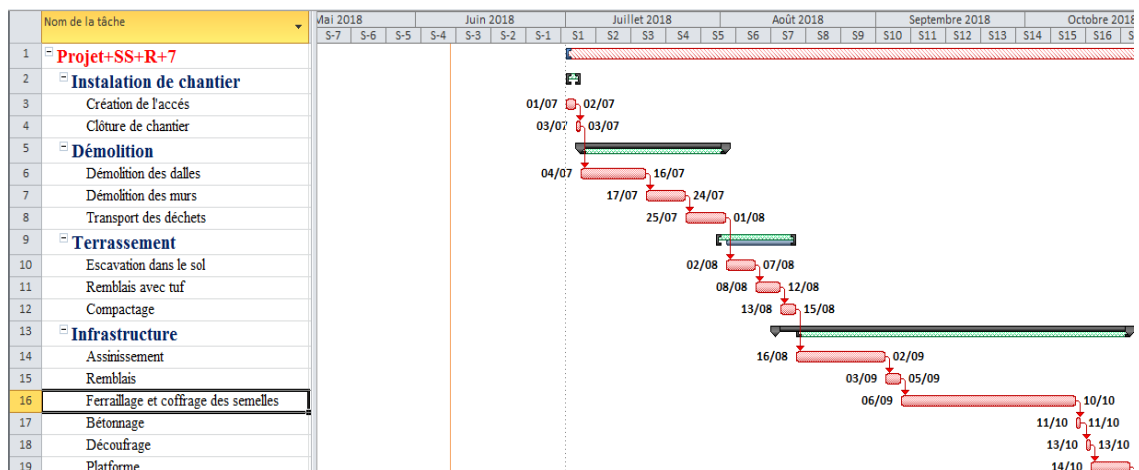 Nom de la tâche
Mai 2018 Juin 2018 Juillet 2018 Août 2018 Septembre 2018 Octobre 2018
S-7 S-6 S-5 S-4 S-3 S-2 S-1 S1 S2 S3 S4 S5 S6 S7 S8 S9 S10 S11 S12 S13 S14 S15 S16 S
1 Projet+SS+R+7
2 Instalation de chantier
3 Création de l'accés 01/07 02/07
4 Clôture de chantier 03/07 03/07
5 Démolition
6 Démolition des dalles 04/07 16/07
7 Démolition des murs 17/07 24/07
8 Transport des déchets 25/07 01/08
9 Terrassement
10 Escavation dans le sol 02/08 07/08
11 Remblais avec tuf 08/08 12/08
12 Compactage 13/08 15/08
13 Infrastructure
14 Assinissement 16/08 02/09
15 Remblais 03/09 05/09
16 Ferraillage et coffrage des semelles 06/09 10/10
17 Bétonnage 11/10 11/10
18 Découfrage 13/10 13/10
19 Platforme 14/10